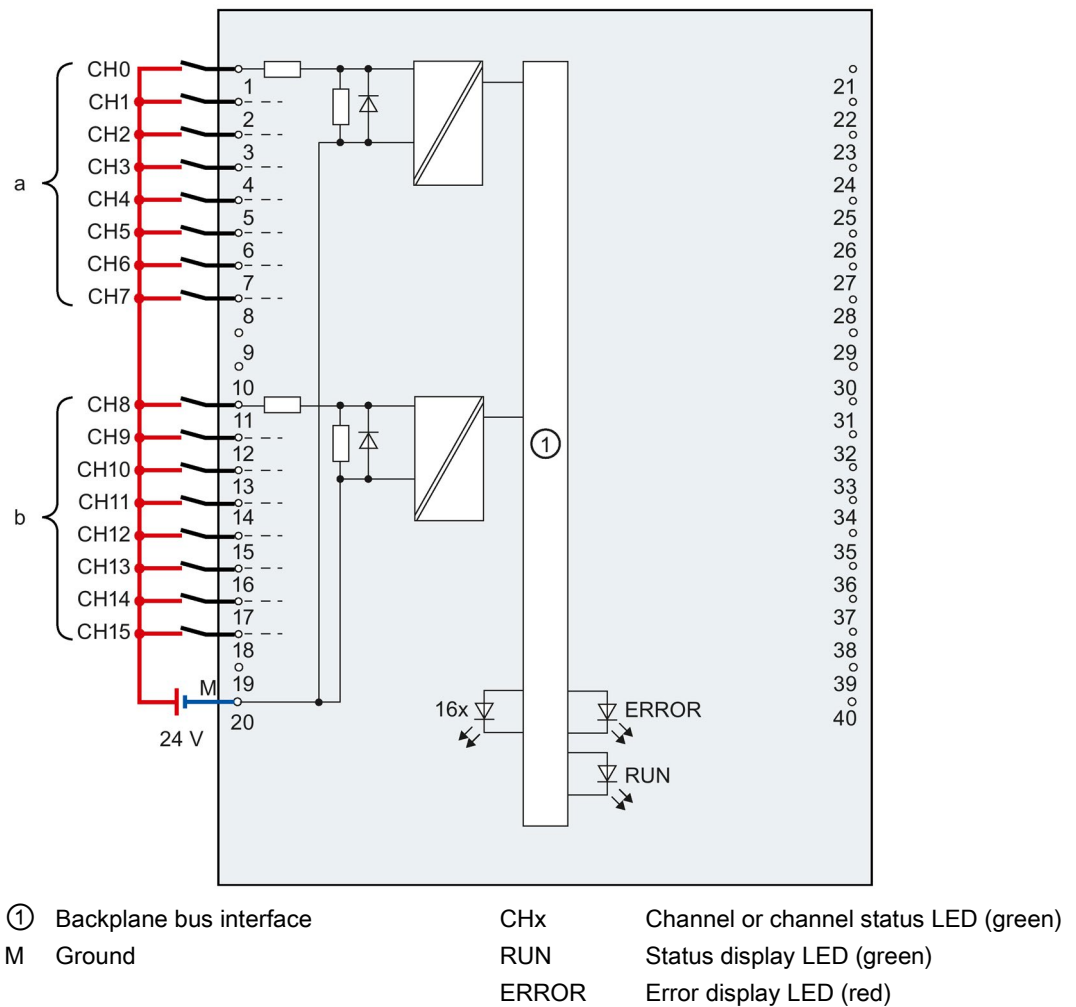 CH0
1 21
CH1
2 22
CH2
3 23
CH3
4 24
a CH4
5 25
CH5
6 26
CH6
7 27
CH7
8 28
9 29
10 30
CH8
11 31
CH9
12 32
CH10
13 33
CH11
14 34
b CH12
15 35
CH13
16 36
CH14
17 37
CH15
18 38
19 39
M
20 40
24 V
1
16x ERROR
RUN
1 Backplane bus interface CHx Channel or channel status LED (green)
M Ground RUN Status display LED (green)
ERROR Error display LED (red)